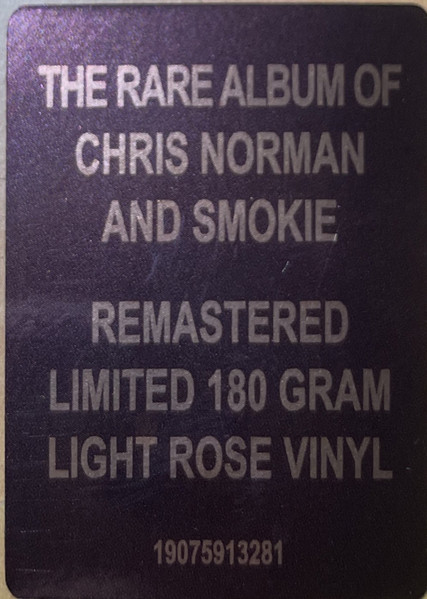 THE RARE ALBUM OF
CHRIS NORMAN
AND SMOKIE
REMASTERED
LIMITED 180 GRAM
LIGHT ROSE VINYL
19075913281